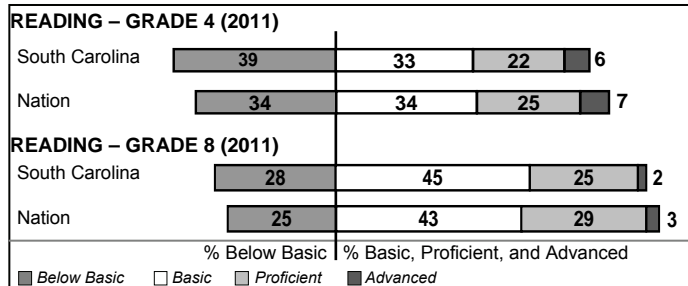 READING – GRADE 4 (2011)
South Carolina 39 33 22 6
Nation 34 34 25 7
READING – GRADE 8 (2011)
South Carolina 28 45 25 2
Nation 25 43 29 3
% Below Basic % Basic, Proficient, and Advanced
Below Basic Basic Proficient Advanced